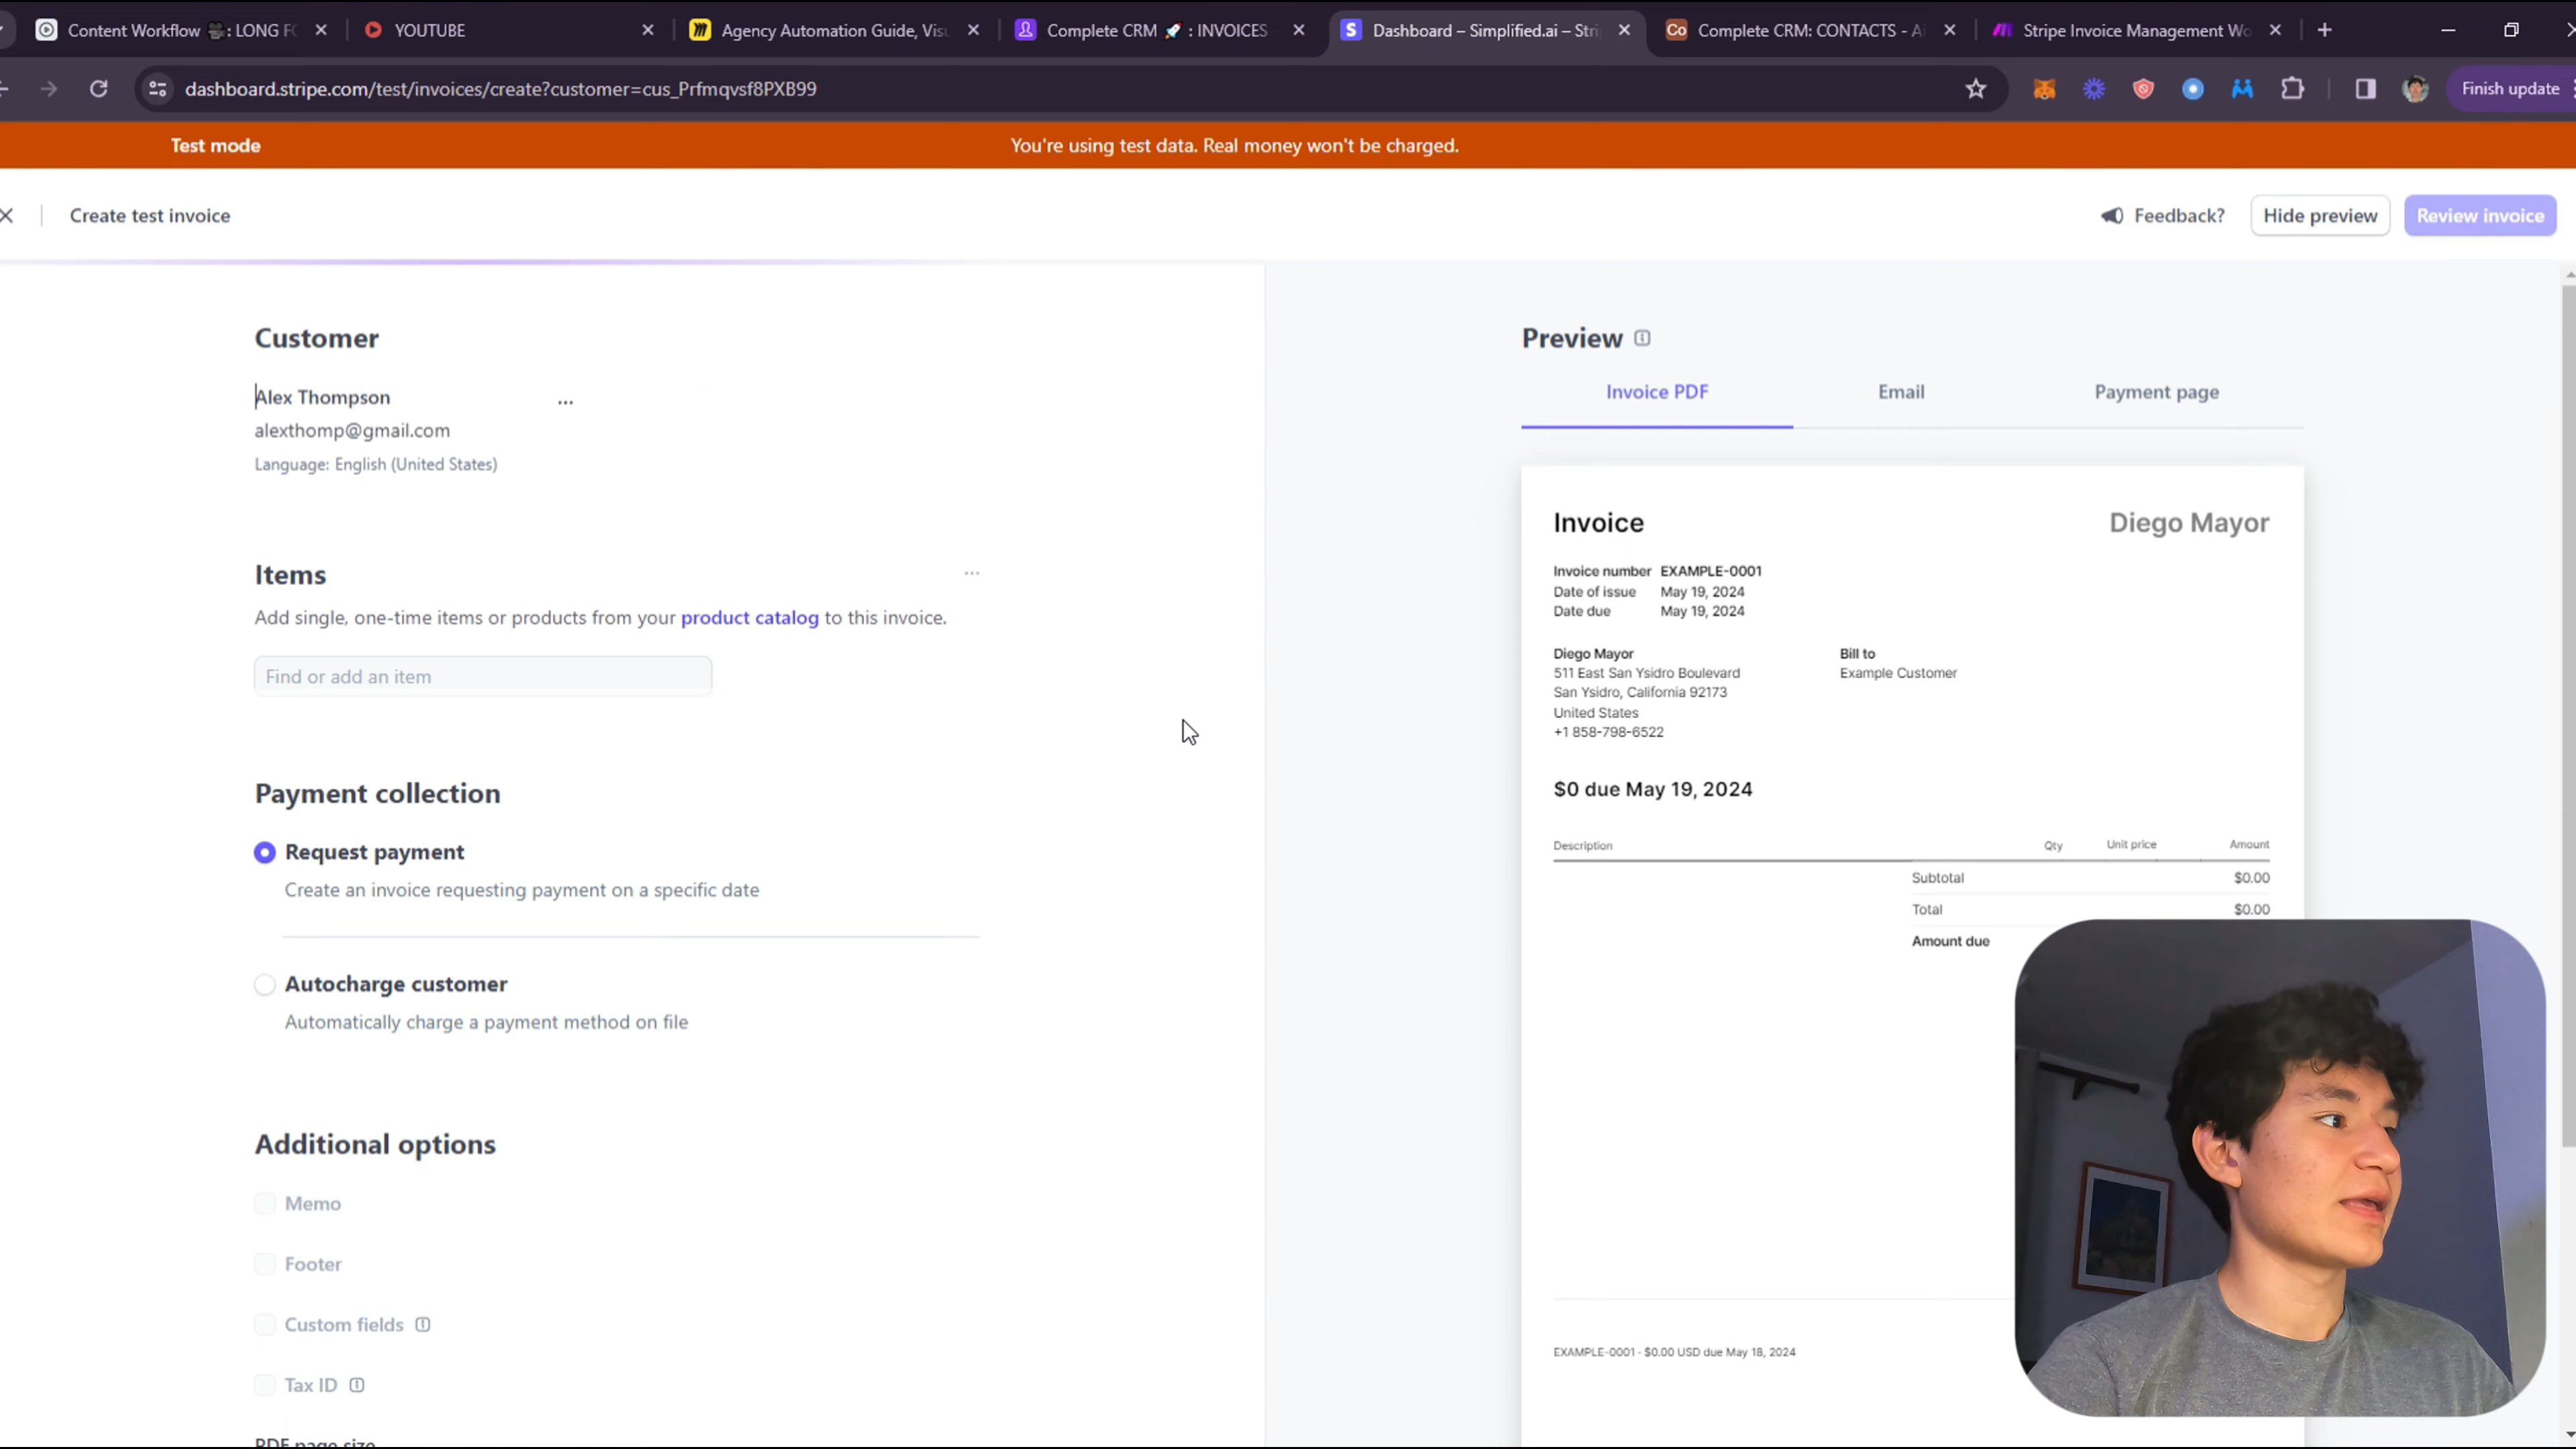 Content Workflow 🎥: LONG FO
YOUTUBE
Agency Automation Guide, Visu
Complete CRM 🚀 : INVOICES
Dashboard – Simplified.ai – Stri
Complete CRM: CONTACTS - Ai
Stripe Invoice Management Wo
dashboard.stripe.com/test/invoices/create?customer=cus_Prfmqvsf8PXB99
Finish update
Test mode
You're using test data. Real money won't be charged.
Create test invoice
Feedback?
Hide preview
Review invoice
Customer
Alex Thompson
alexthomp@gmail.com
Language: English (United States)
Items
Add single, one-time items or products from your product catalog to this invoice.
Find or add an item
Payment collection
Request payment
Create an invoice requesting payment on a specific date
Autocharge customer
Automatically charge a payment method on file
Additional options
Memo
Footer
Custom fields
Tax ID
PDF page size
Preview
Invoice PDF
Email
Payment page
Invoice
Diego Mayor
Invoice number EXAMPLE-0001
Date of issue May 19, 2024
Date due May 19, 2024
Diego Mayor
511 East San Ysidro Boulevard
San Ysidro, California 92173
United States
+1 858-798-6522
Bill to
Example Customer
$0 due May 19, 2024
Description Qty Unit price Amount
Subtotal $0.00
Total $0.00
Amount due
EXAMPLE-0001 · $0.00 USD due May 18, 2024